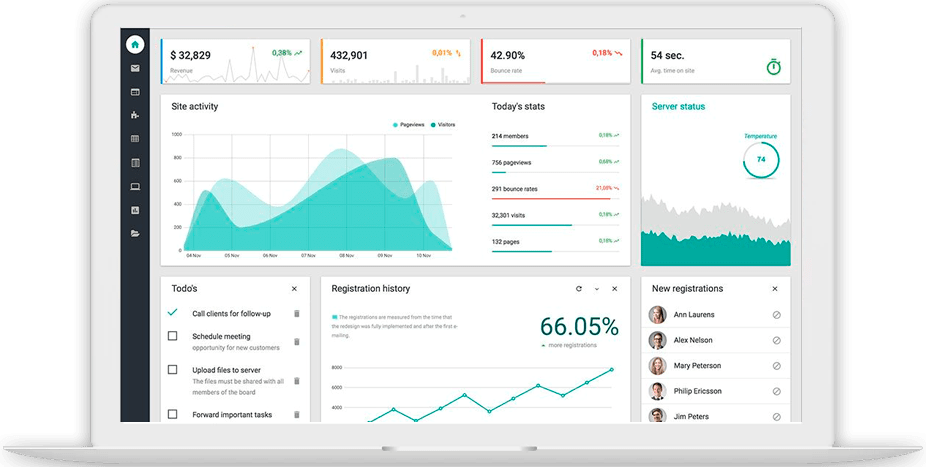 $ 32,829
0,28%
Revenue
432,901
0,01%
Visits
42.90%
0,18%
Bounce rate
54 sec.
Avg. time on site
Site activity
Pageviews
Visitors
1000
800
600
400
200
0
04 Nov
05 Nov
06 Nov
07 Nov
08 Nov
09 Nov
10 Nov
Today's stats
214 members
0,18%
756 pageviews
0,68%
291 bounce rates
21,09%
32,301 visits
0,18%
132 pages
0,18%
Server status
Temperature
74
Todo's
Call clients for follow-up
Schedule meeting
opportunity for new customers
Upload files to server
The files must be shared with all
members of the board
Forward important tasks
Registration history
The registrations are measured from the time that
the redesign was fully implemented and after the first e-
mailing.
66.05%
more registrations
8000
6000
4000
New registrations
Ann Laurens
Alex Nelson
Mary Peterson
Philip Ericsson
Jim Peters